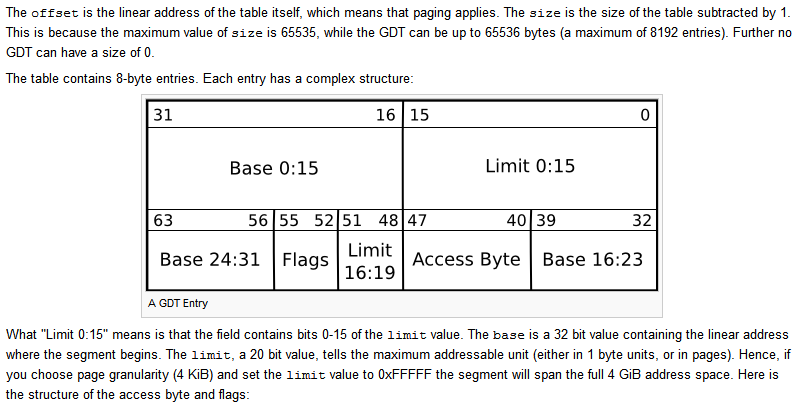 The offset is the linear address of the table itself, which means that paging applies. The size is the size of the table subtracted by 1.
This is because the maximum value of size is 65535, while the GDT can be up to 65536 bytes (a maximum of 8192 entries). Further no
GDT can have a size of 0.
The table contains 8-byte entries. Each entry has a complex structure:
31 16 15 0
Base 0:15 Limit 0:15
63 56 55 52 51 48 47 40 39 32
Base 24:31 Flags Limit 16:19 Access Byte Base 16:23
A GDT Entry
What "Limit 0:15" means is that the field contains bits 0-15 of the limit value. The base is a 32 bit value containing the linear address
where the segment begins. The limit, a 20 bit value, tells the maximum addressable unit (either in 1 byte units, or in pages). Hence, if
you choose page granularity (4 KiB) and set the limit value to 0xFFFFF the segment will span the full 4 GiB address space. Here is
the structure of the access byte and flags: